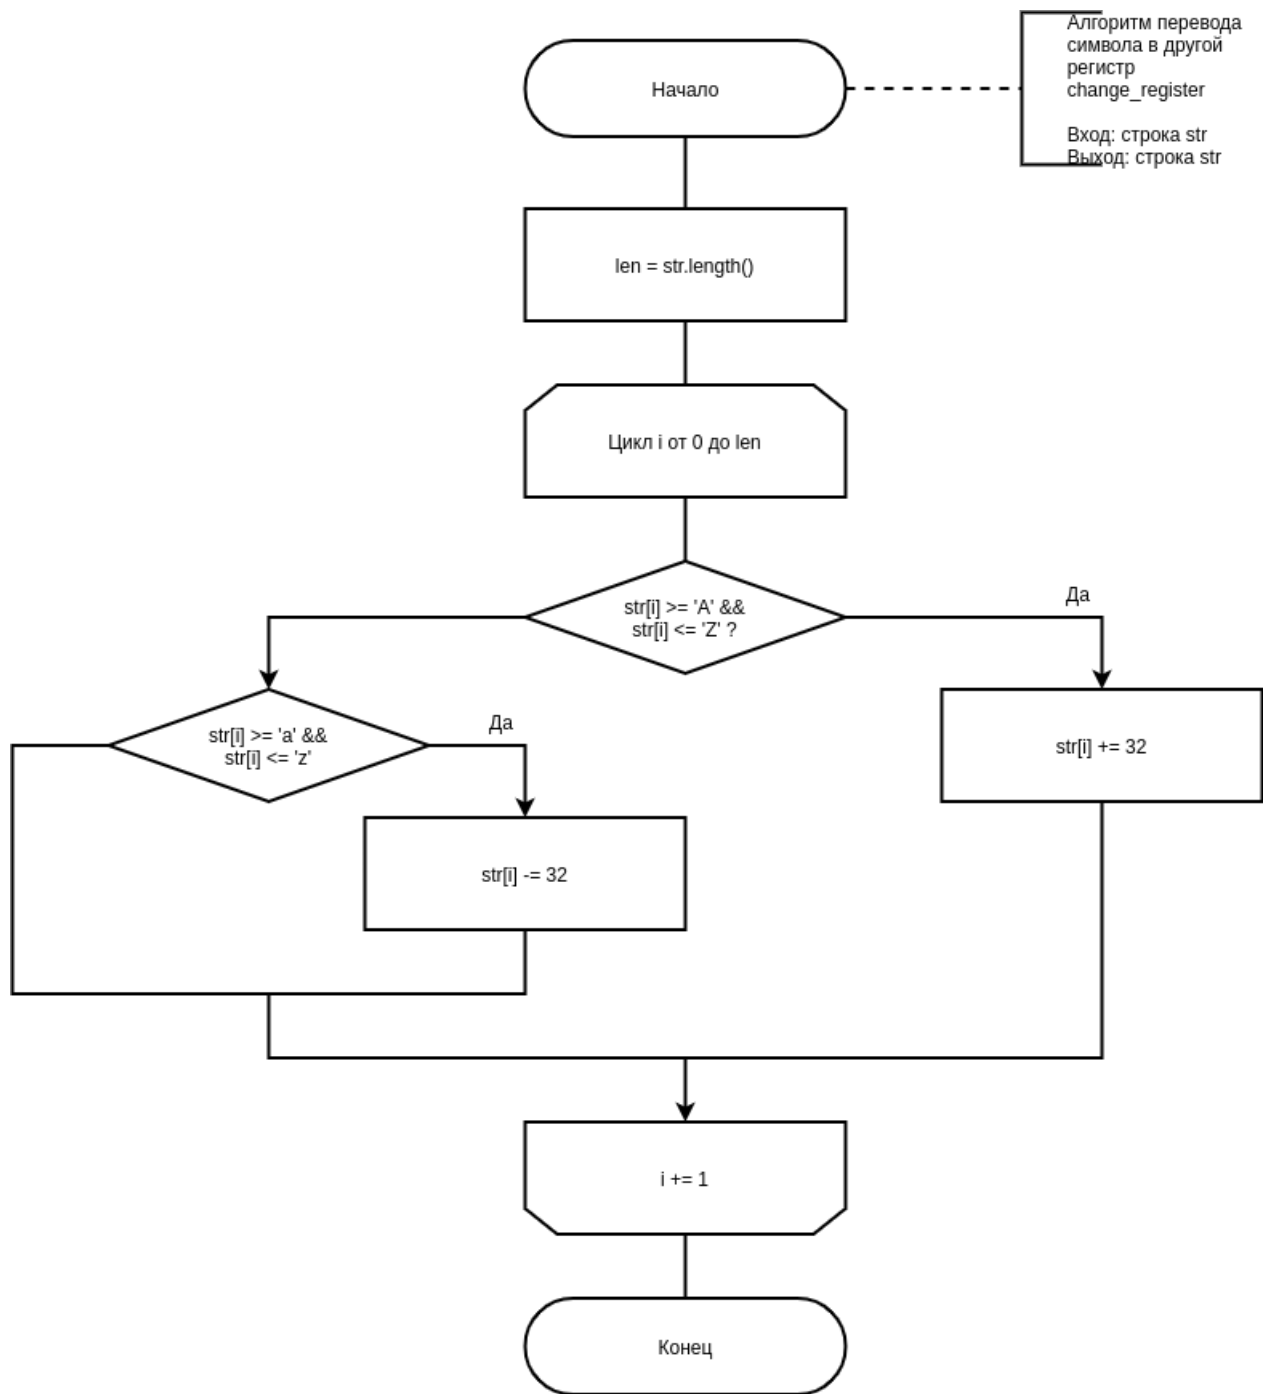 Алгоритм перевода
символа в другой
регистр
change_register
Вход: строка str
Выход: строка str
Начало
len = str.length()
Цикл i от 0 до len
str[i] >= 'A' &&
str[i] <= 'Z' ?
Да
str[i] >= 'a' &&
str[i] <= 'z'
Да
str[i] += 32
str[i] -= 32
i += 1
Конец